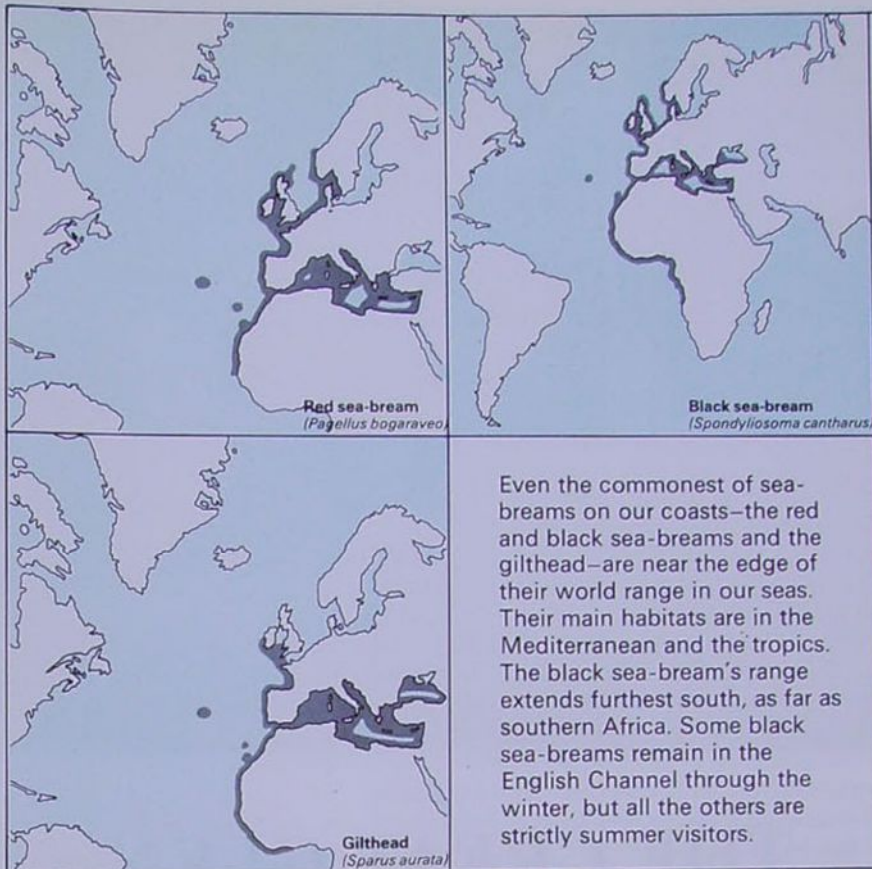 Red sea-bream
(Pagellus bogaraveo)
Black sea-bream
(Spondyliosoma cantharus)
Gilthead
(Sparus aurata)
Even the commonest of sea-
breams on our coasts–the red
and black sea-breams and the
gilthead–are near the edge of
their world range in our seas.
Their main habitats are in the
Mediterranean and the tropics.
The black sea-bream's range
extends furthest south, as far as
southern Africa. Some black
sea-breams remain in the
English Channel through the
winter, but all the others are
strictly summer visitors.